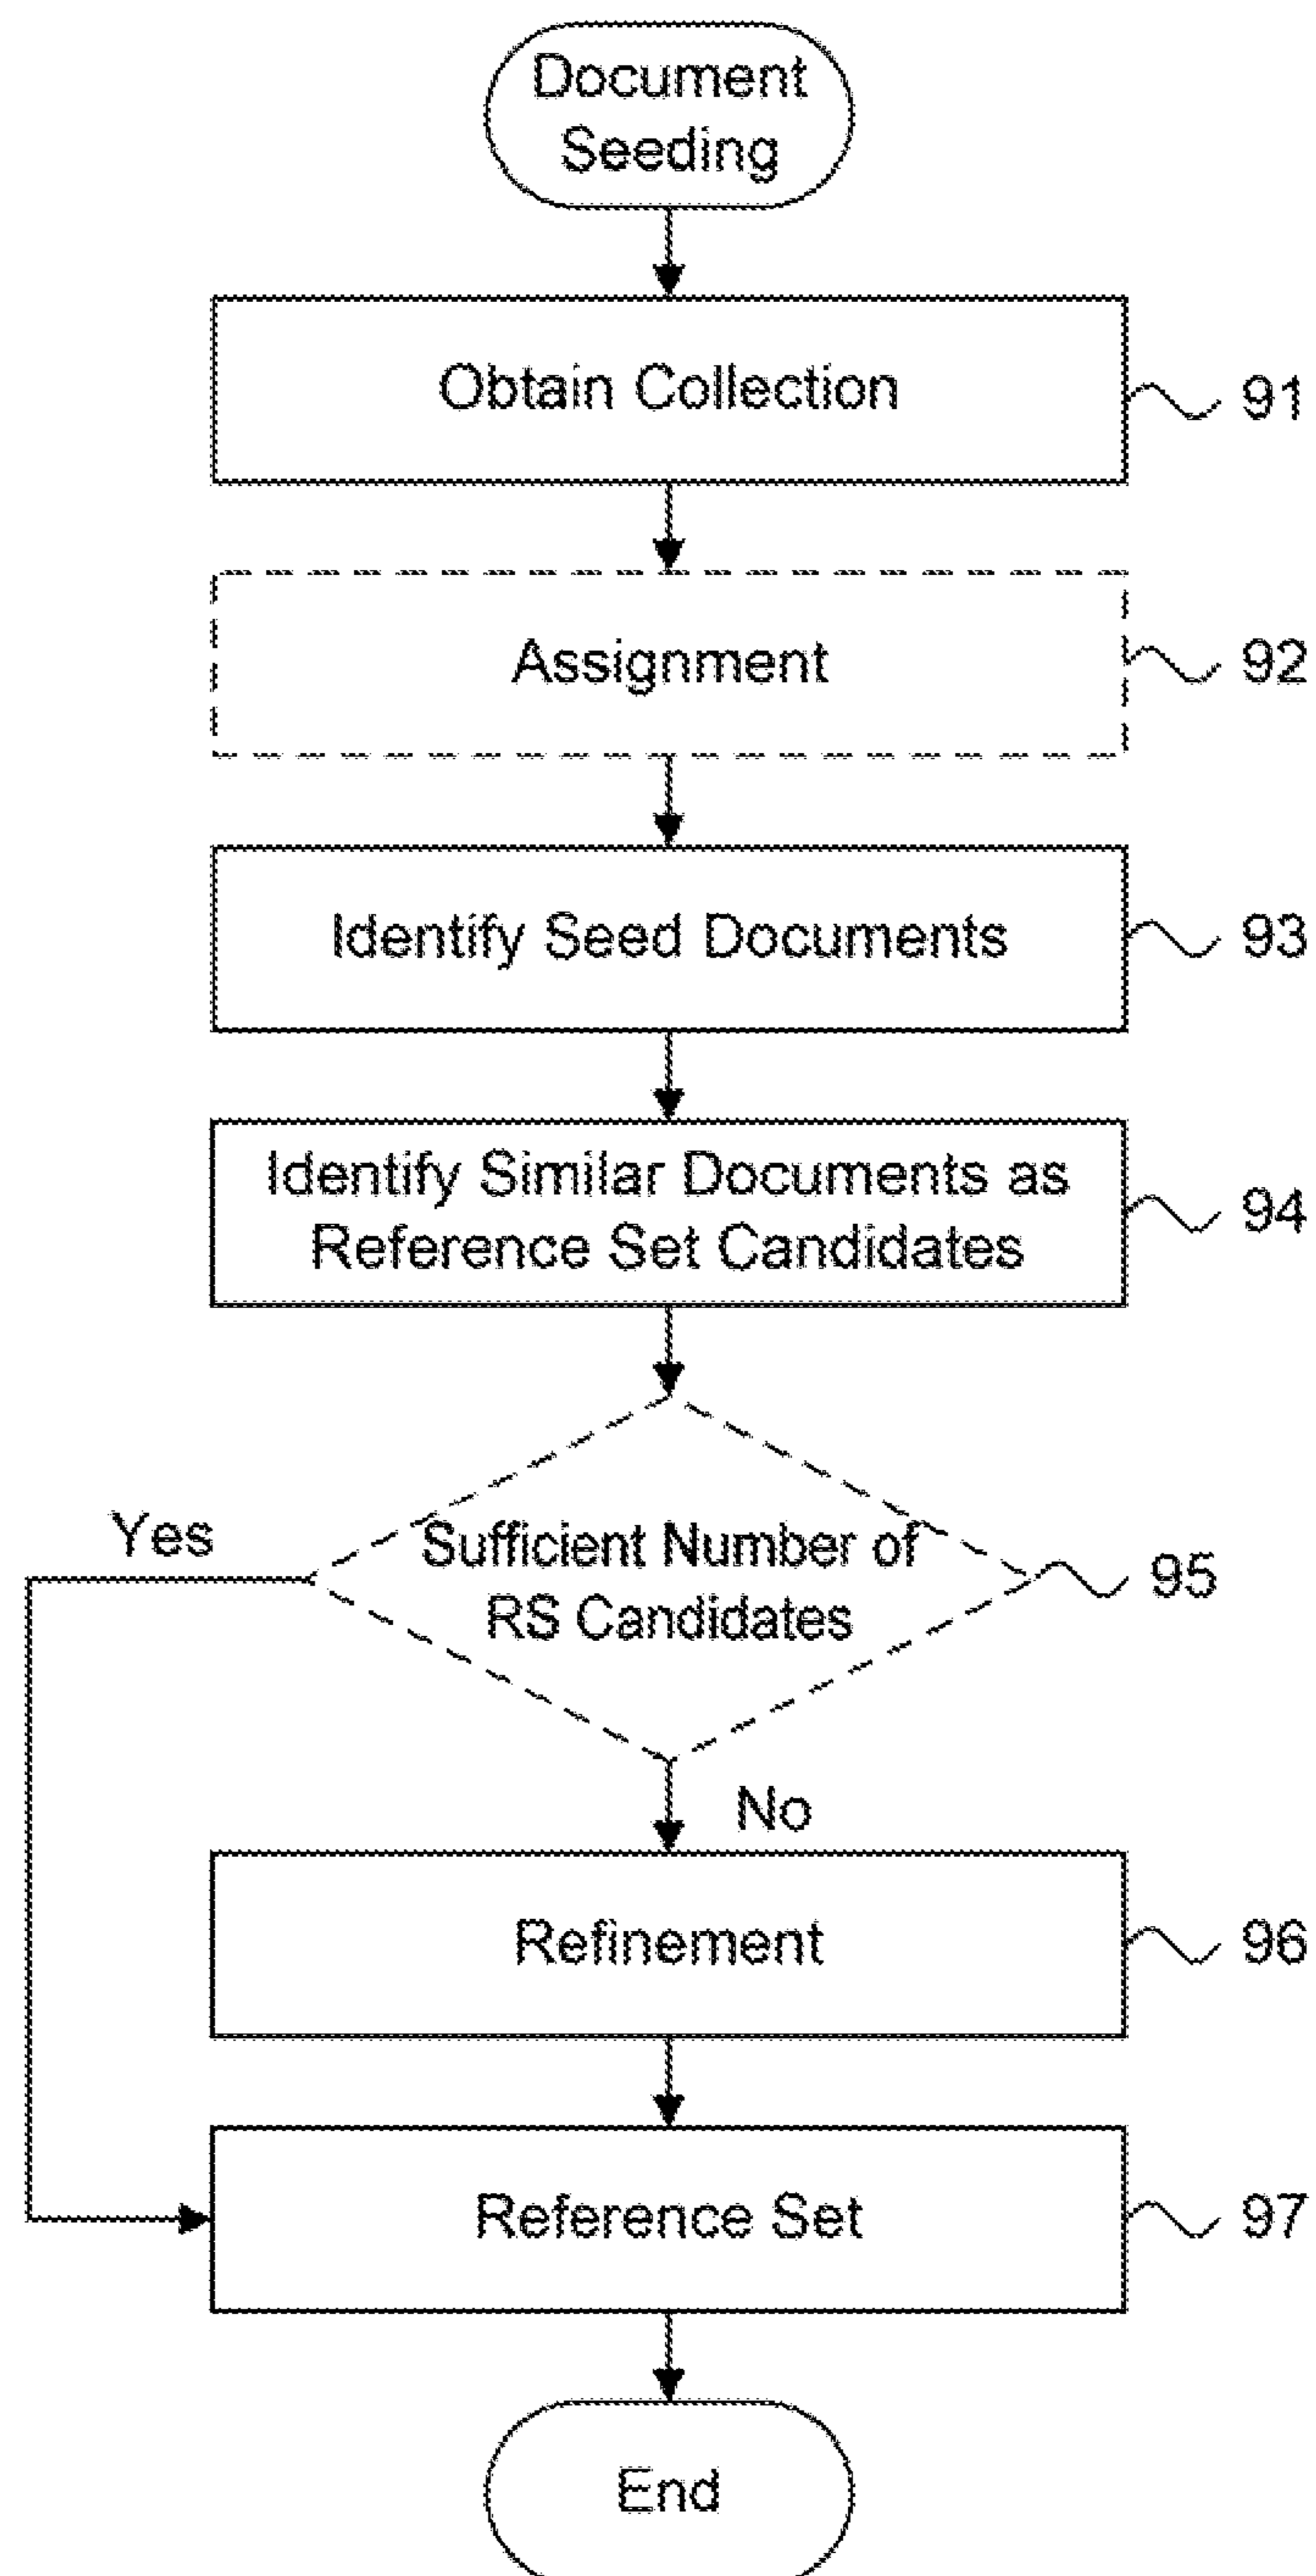 Document
Seeding
Obtain Collection
91
Assignment
92
Identify Seed Documents
93
Identify Similar Documents as
Reference Set Candidates
94
Yes
Sufficient Number of
RS Candidates
95
No
Refinement
96
Reference Set
97
End